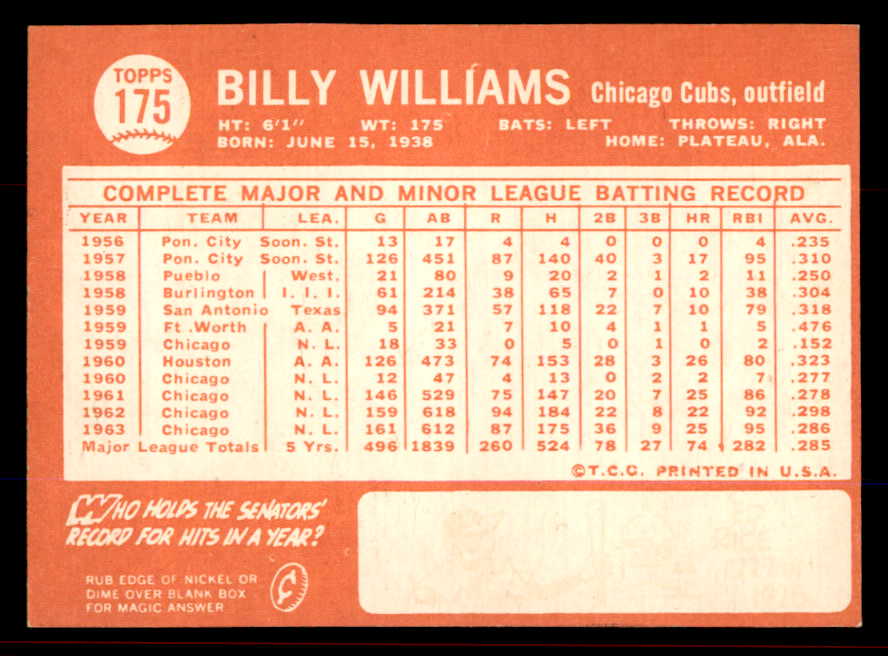 TOPPS
175
BILLY WILLIAMS Chicago Cubs, outfield
HT: 6'1" WT: 175 BATS: LEFT THROWS: RIGHT
BORN: JUNE 15, 1938 HOME: PLATEAU, ALA.
COMPLETE MAJOR AND MINOR LEAGUE BATTING RECORD
YEAR TEAM LEA. G AB R H 2B 3B HR RBI AVG.
1956 Pon. City Soon. St. 13 17 4 4 0 0 0 4 .235
1957 Pon. City Soon. St. 126 451 87 140 40 3 17 95 .310
1958 Pueblo West. 21 80 9 20 2 1 2 11 .250
1958 Burlington I. I. I. 61 214 38 65 7 0 10 38 .304
1959 San Antonio Texas 94 371 57 118 22 7 10 79 .318
1959 Ft. Worth A. A. 5 21 7 10 4 1 1 5 .476
1959 Chicago N. L. 18 33 0 5 0 1 0 2 .152
1960 Houston A. A. 126 473 74 153 28 3 26 80 .323
1960 Chicago N. L. 12 47 4 13 0 2 2 7 .277
1961 Chicago N. L. 146 529 75 147 20 7 25 86 .278
1962 Chicago N. L. 159 618 94 184 22 8 22 92 .298
1963 Chicago N. L. 161 612 87 175 36 9 25 95 .286
Major League Totals 5 Yrs. 496 1839 260 524 78 27 74 282 .285
©T.C.G. PRINTED IN U.S.A.
WHO HOLDS THE SENATORS'
RECORD FOR HITS IN A YEAR?
RUB EDGE OF NICKEL OR
DIME OVER BLANK BOX
FOR MAGIC ANSWER
¢